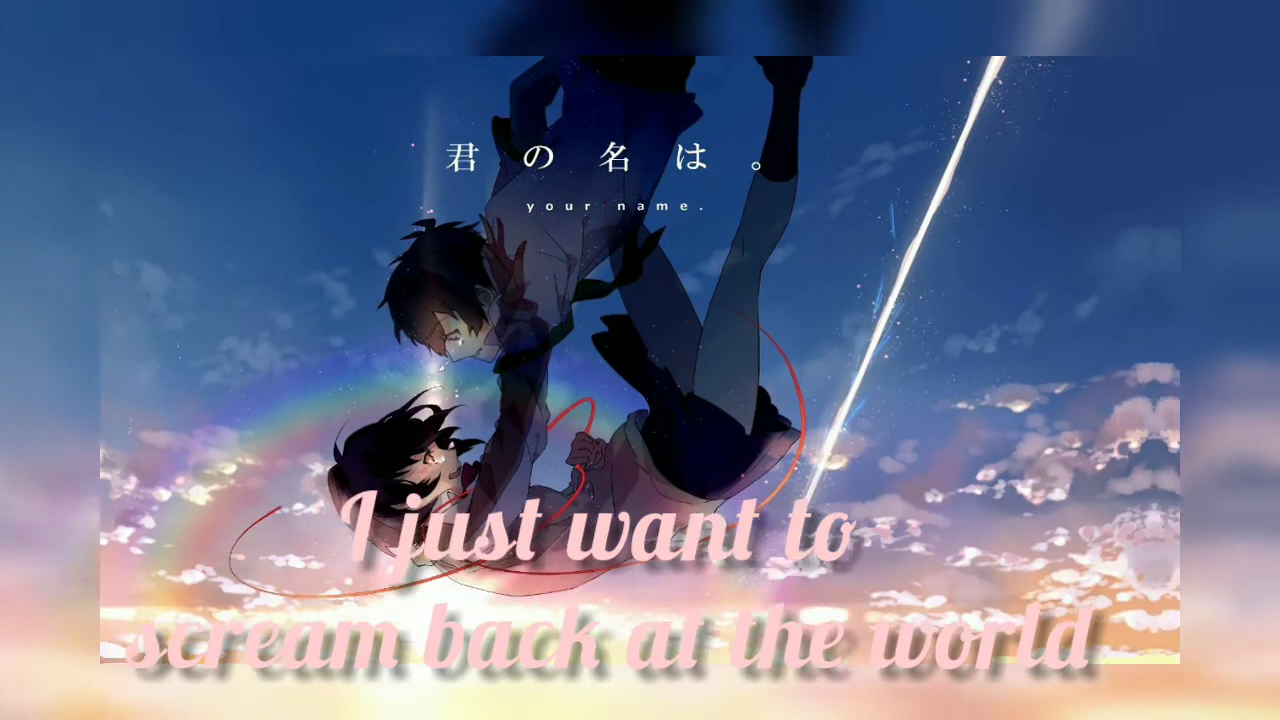 君の名は。
your name.
I just want to
scream back at the world